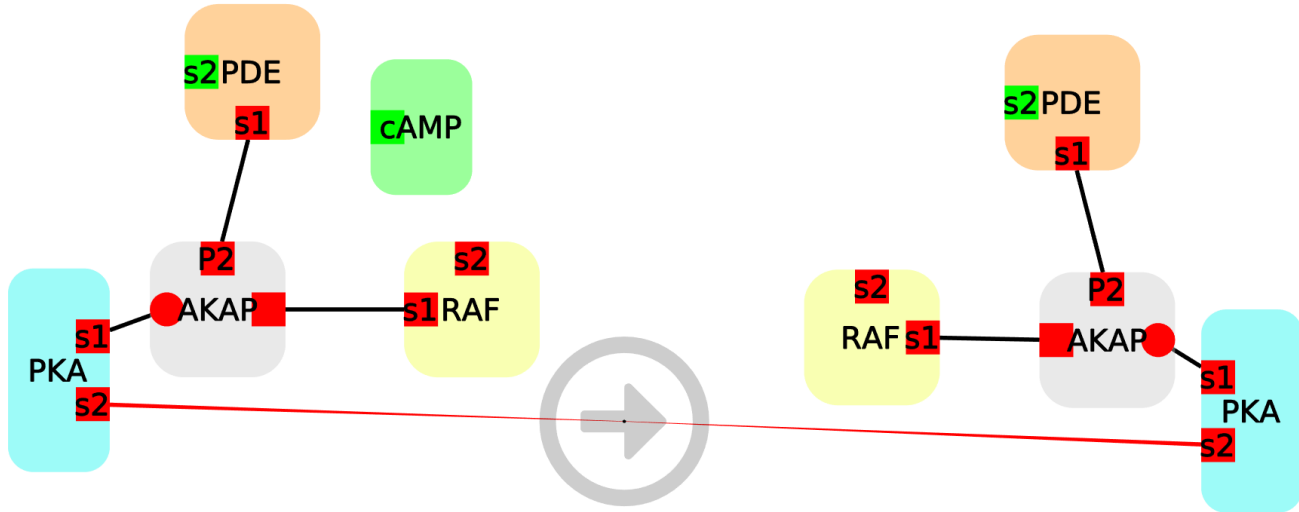 s2 PDE
s1
cAMP
P2
s2
AKAP
s1 RAF
s1
PKA
s2
s2 PDE
s1
s2
P2
RAF s1
AKAP
s1
PKA
s2